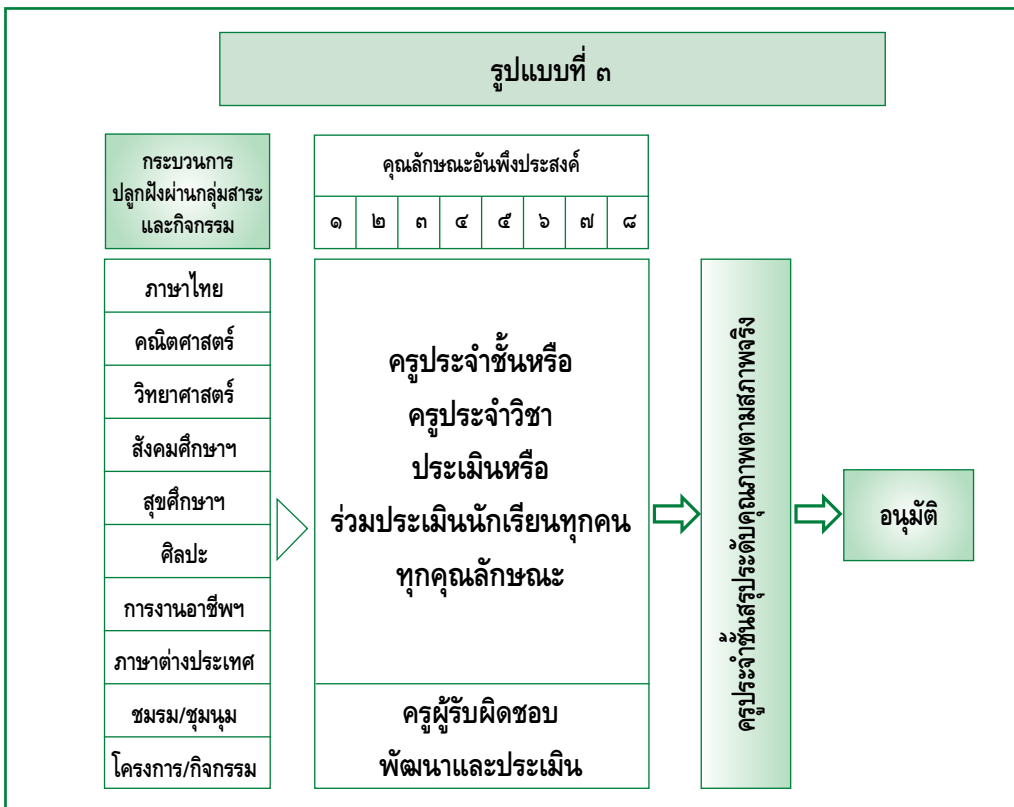 รูปแบบที่ ๓
กระบวนการ
ปลูกฝังผ่านกลุ่มสาระ
และกิจกรรม
คุณลักษณะอันพึงประสงค์
๑ ๒ ๓ ๔ ๕ ๖ ๗ ๘
ภาษาไทย
คณิตศาสตร์
วิทยาศาสตร์
สังคมศึกษาฯ
สุขศึกษาฯ
ศิลปะ
การงานอาชีพฯ
ภาษาต่างประเทศ
ชมรม/ชุมนุม
โครงการ/กิจกรรม
ครูประจำชั้นหรือ
ครูประจำวิชา
ประเมินหรือ
ร่วมประเมินนักเรียนทุกคน
ทุกคุณลักษณะ
ครูผู้รับผิดชอบ
พัฒนาและประเมิน
ครูประจำชั้นสรุประดับคุณภาพตามสภาพจริง
อนุมัติ